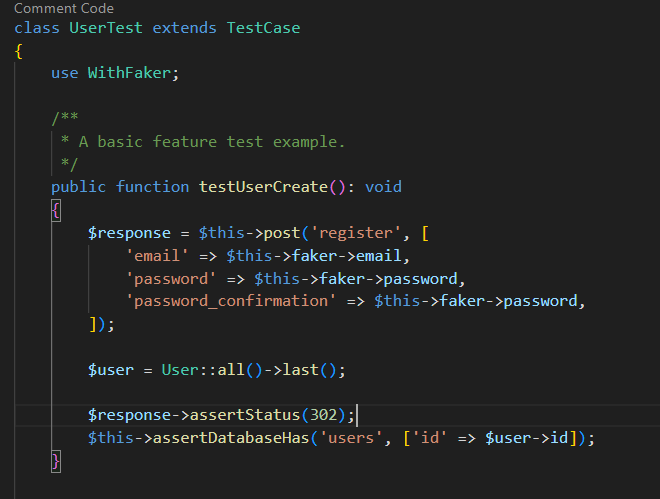 Comment Code
class UserTest extends TestCase
{
use WithFaker;
/**
* A basic feature test example.
*/
public function testUserCreate(): void
{
$response = $this->post('register', [
'email' => $this->faker->email,
'password' => $this->faker->password,
'password_confirmation' => $this->faker->password,
]);
$user = User::all()->last();
$response->assertStatus(302);
$this->assertDatabaseHas('users', ['id' => $user->id]);
}